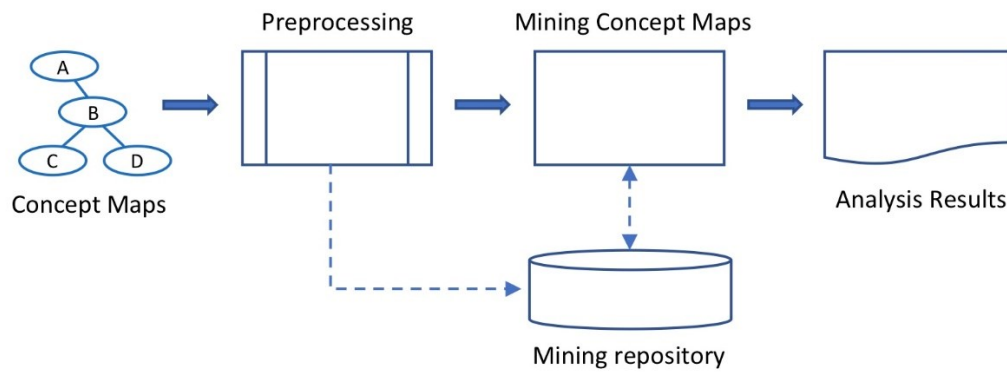 Preprocessing
Mining Concept Maps
A
B
C
D
Concept Maps
Analysis Results
Mining repository